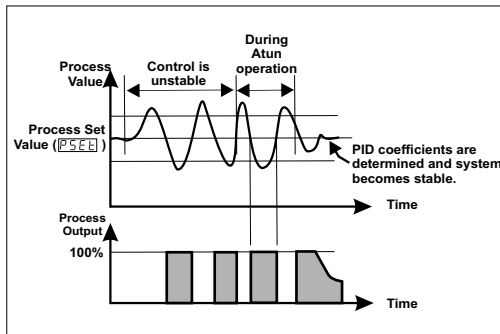 Process
Value
Control is
unstable
During
Atun
operation
Process Set
Value (PSEt)
PID coefficients are
determined and system
becomes stable.
Time
Process
Output
100%
Time